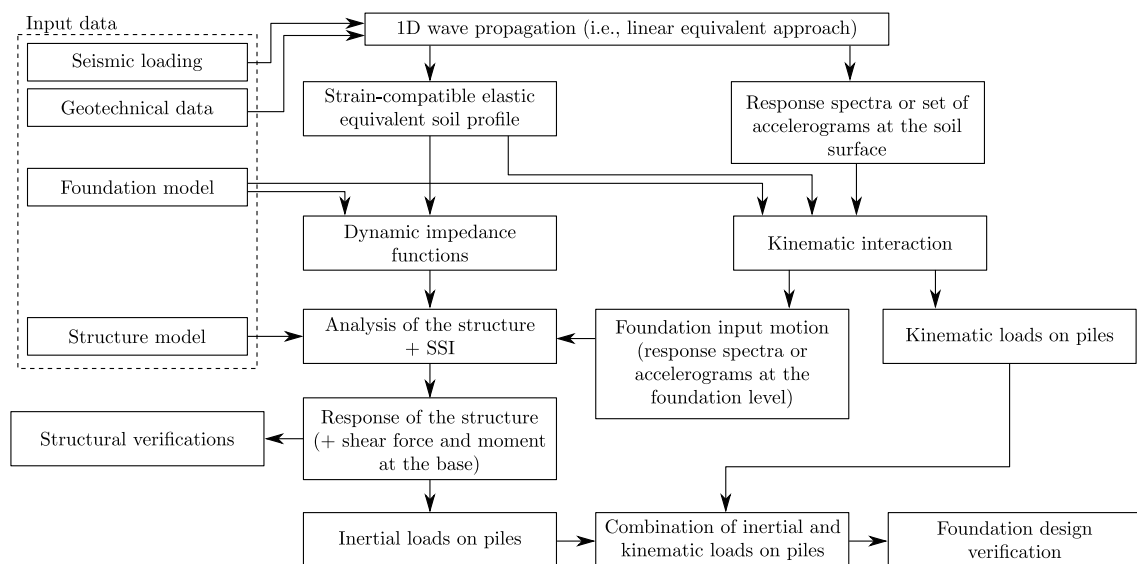 Input data
1D wave propagation (i.e., linear equivalent approach)
Seismic loading
Geotechnical data
Strain-compatible elastic
equivalent soil profile
Response spectra or set of
accelerograms at the soil
surface
Foundation model
Dynamic impedance
functions
Kinematic interaction
Structure model
Analysis of the structure
+ SSI
Foundation input motion
(response spectra or
accelerograms at the
foundation level)
Kinematic loads on piles
Structural verifications
Response of the structure
(+ shear force and moment
at the base)
Inertial loads on piles
Combination of inertial and
kinematic loads on piles
Foundation design
verification